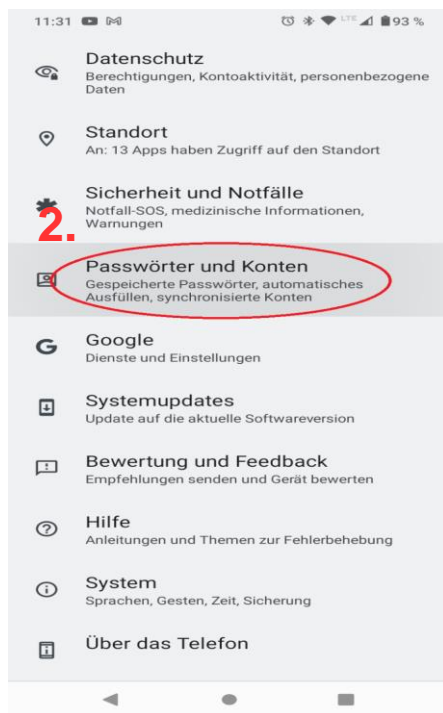 11:31 LTE 93 %
Datenschutz
Berechtigungen, Kontoaktivität, personenbezogene
Daten
Standort
An: 13 Apps haben Zugriff auf den Standort
Sicherheit und Notfälle
Notfall-SOS, medizinische Informationen,
Warnungen
2.
Passwörter und Konten
Gespeicherte Passwörter, automatisches
Ausfüllen, synchronisierte Konten
Google
Dienste und Einstellungen
Systemupdates
Update auf die aktuelle Softwareversion
Bewertung und Feedback
Empfehlungen senden und Gerät bewerten
Hilfe
Anleitungen und Themen zur Fehlerbehebung
System
Sprachen, Gesten, Zeit, Sicherung
Über das Telefon